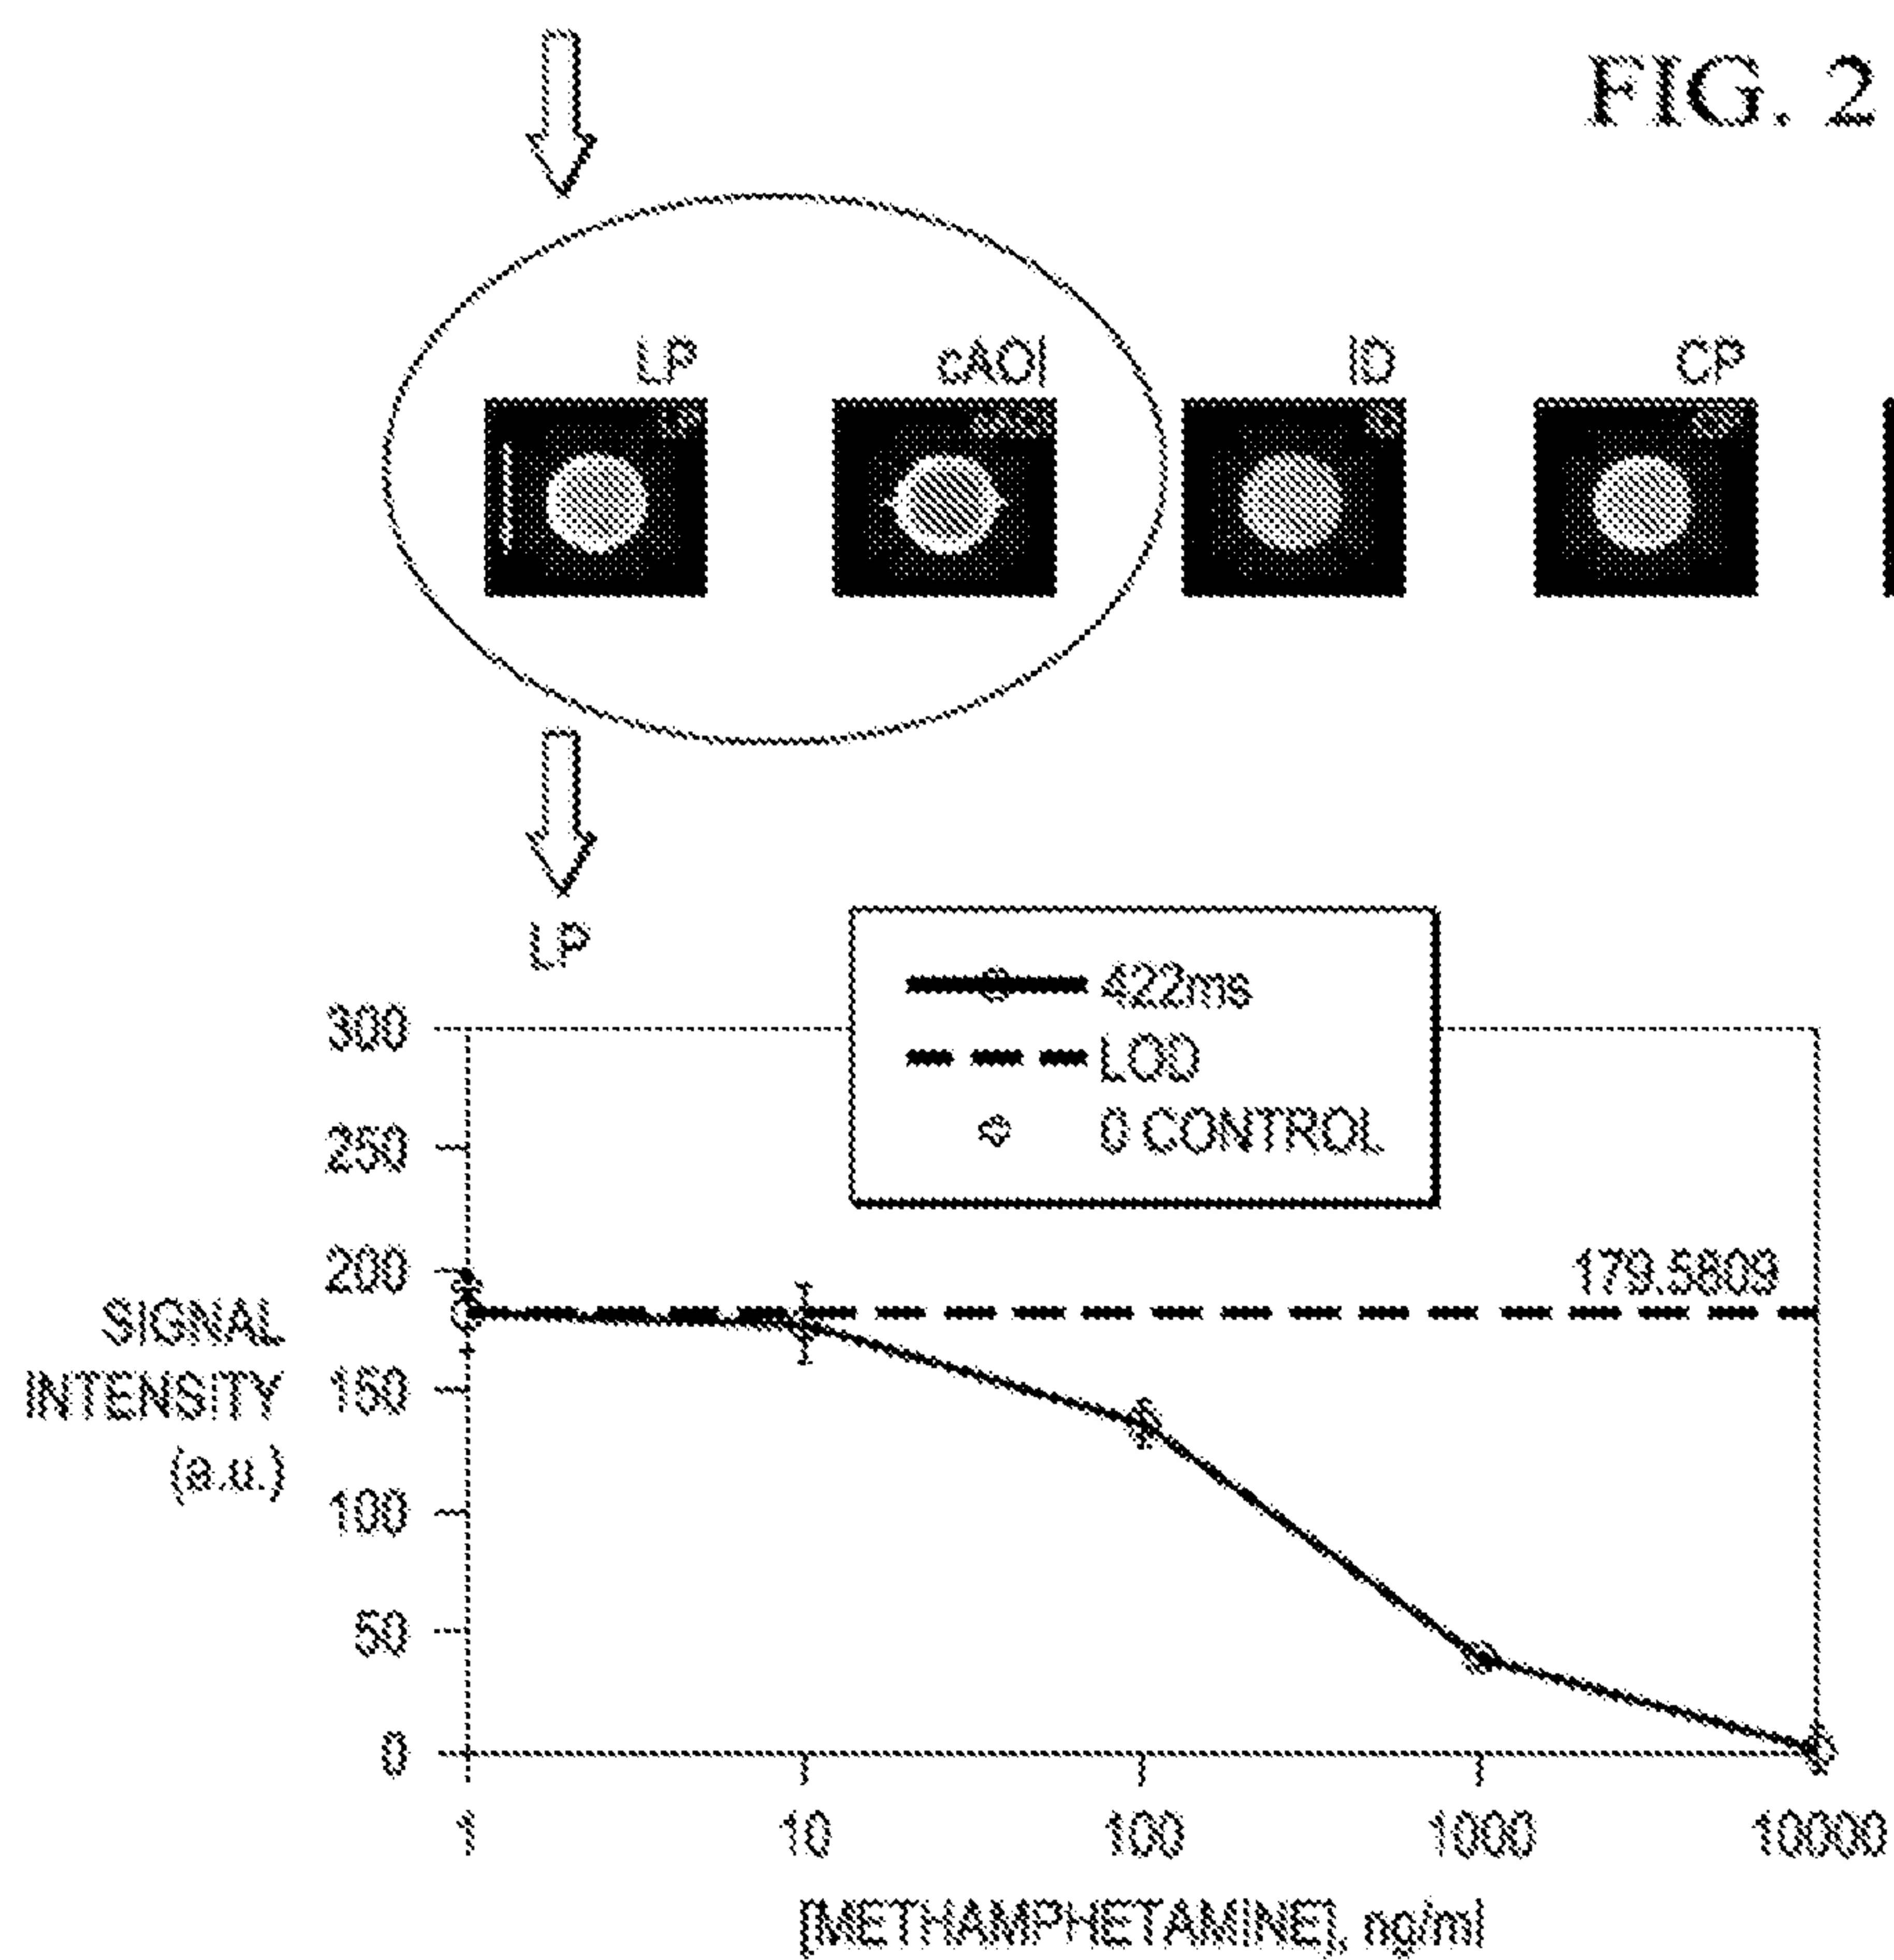 FIG. 2
LP
cAOI
ID
CP
LP
422ms
LOD
0 CONTROL
300
250
200
150
100
50
0
179.5809
SIGNAL
INTENSITY
(a.u.)
1
10
100
1000
10000
[METHAMPHETAMINE], ng/ml